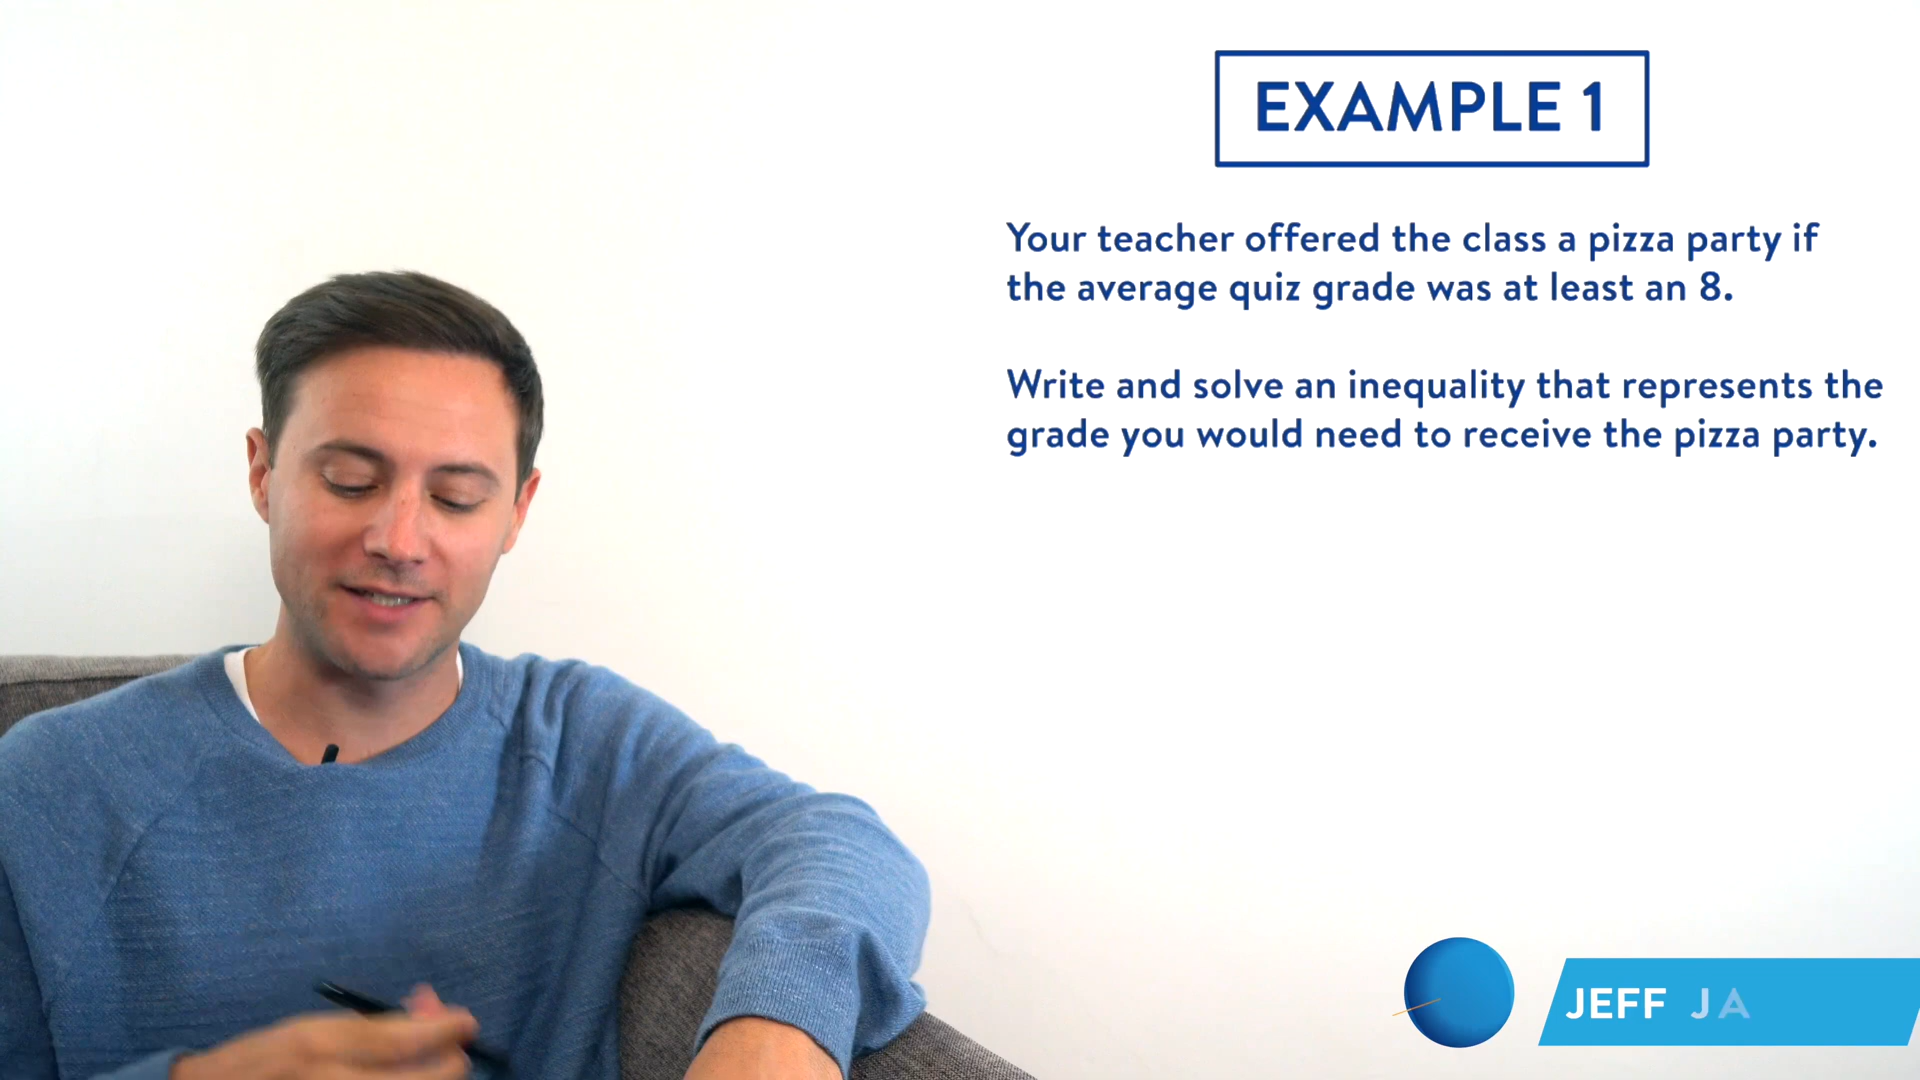 EXAMPLE 1
Your teacher offered the class a pizza party if
the average quiz grade was at least an 8.
Write and solve an inequality that represents the
grade you would need to receive the pizza party.
JEFF JA